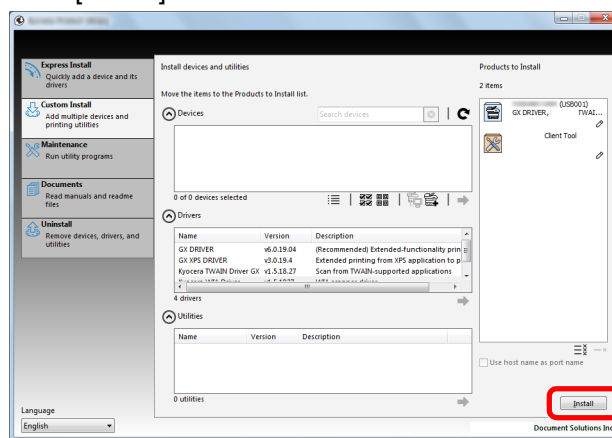 Express Install
Quickly add a device and its
drivers
Custom Install
Add multiple devices and
printing utilities
Maintenance
Run utility programs
Documents
Read manuals and readme
files
Uninstall
Remove devices, drivers, and
utilities
Language
English
Install devices and utilities
Move the items to the Products to Install list.
Devices
Search devices
0 of 0 devices selected
Drivers
Name Version Description
GX DRIVER v6.0.19.04 (Recommended) Extended-functionality prin
GX XPS DRIVER v3.0.19.4 Extended printing from XPS application to p
Kyocera TWAIN Driver GX v1.5.18.27 Scan from TWAIN-supported applications
4 drivers
Utilities
Name Version Description
0 utilities
Products to Install
2 items
(USB001)
GX DRIVER, TWAI...
Client Tool
Use host name as port name
Install
Document Solutions Inc